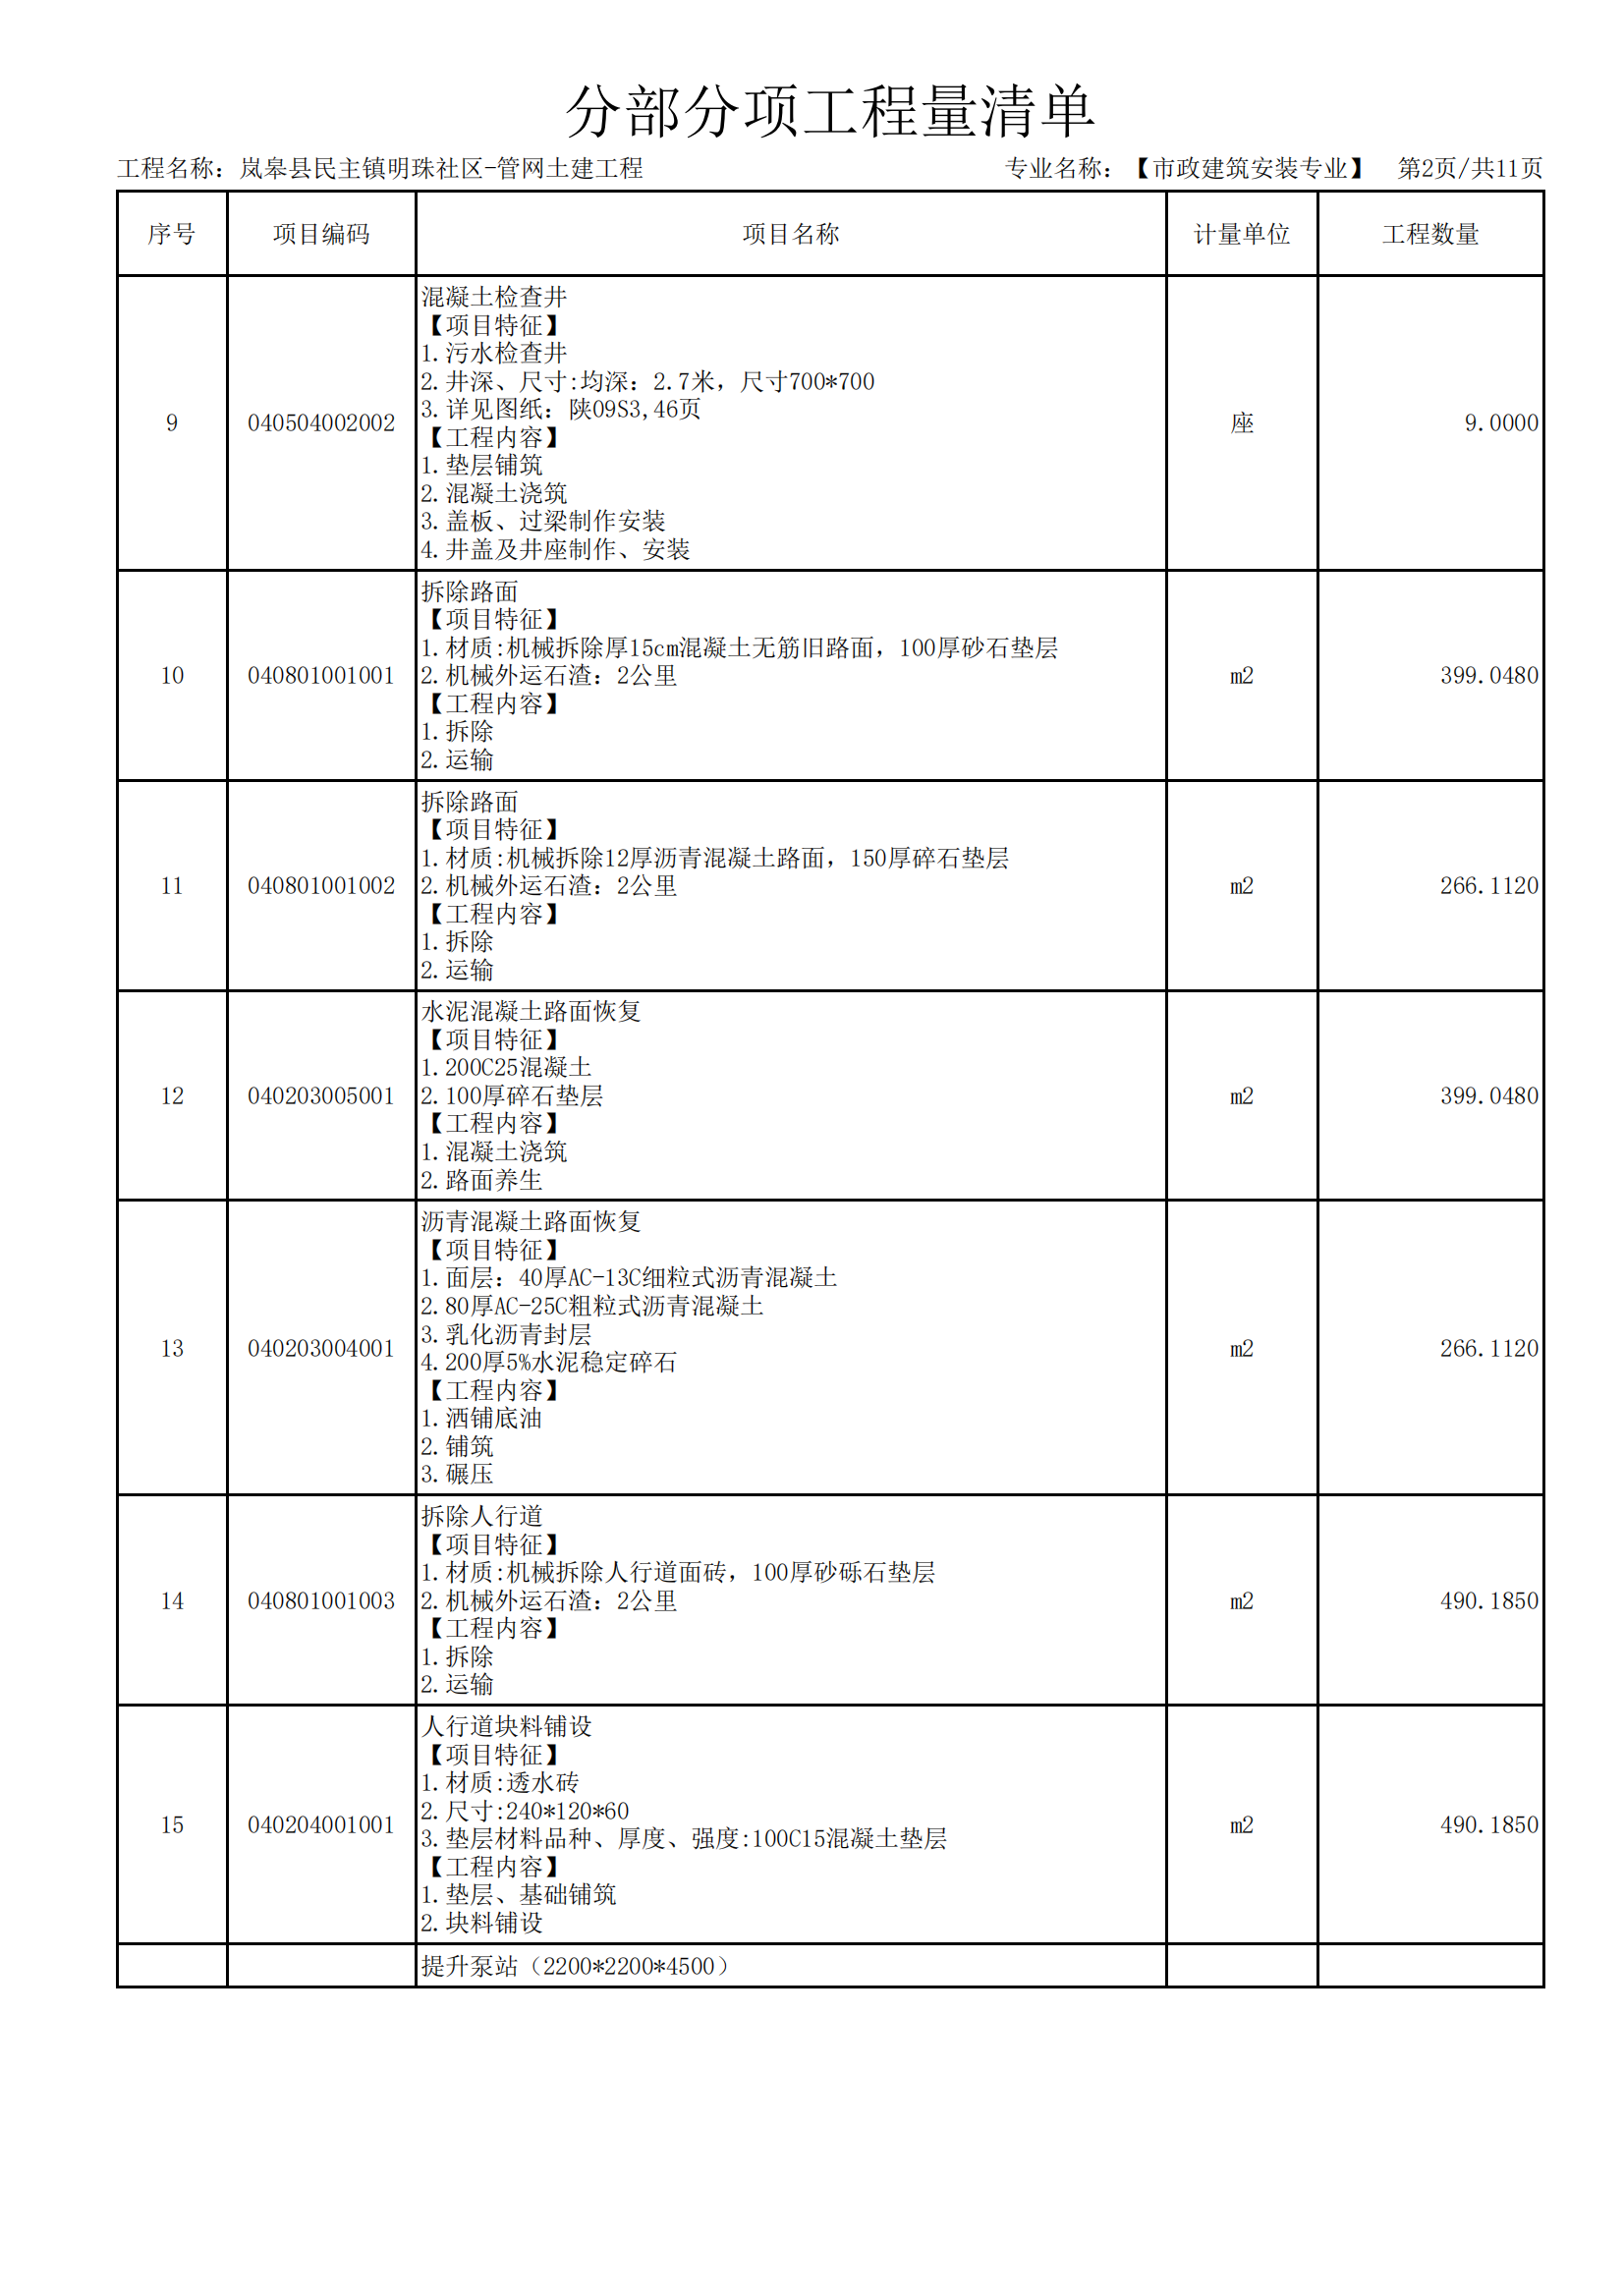 分部分项工程量清单
工程名称：岚皋县民主镇明珠社区-管网土建工程 专业名称：【市政建筑安装专业】 第2页/共11页
序号 项目编码 项目名称 计量单位 工程数量
混凝土检查井
【项目特征】
1.污水检查井
2.井深、尺寸:均深：2.7米，尺寸700*700
3.详见图纸：陕09S3,46页
9 040504002002 座 9.0000
【工程内容】
1.垫层铺筑
2.混凝土浇筑
3.盖板、过梁制作安装
4.井盖及井座制作、安装
拆除路面
【项目特征】
1.材质:机械拆除厚15cm混凝土无筋旧路面，100厚砂石垫层
10 040801001001 2.机械外运石渣：2公里 m2 399.0480
【工程内容】
1.拆除
2.运输
拆除路面
【项目特征】
1.材质:机械拆除12厚沥青混凝土路面，150厚碎石垫层
11 040801001002 2.机械外运石渣：2公里 m2 266.1120
【工程内容】
1.拆除
2.运输
水泥混凝土路面恢复
【项目特征】
1.200C25混凝土
12 040203005001 2.100厚碎石垫层 m2 399.0480
【工程内容】
1.混凝土浇筑
2.路面养生
沥青混凝土路面恢复
【项目特征】
1.面层：40厚AC-13C细粒式沥青混凝土
2.80厚AC-25C粗粒式沥青混凝土
3.乳化沥青封层
13 040203004001 4.200厚5%水泥稳定碎石 m2 266.1120
【工程内容】
1.洒铺底油
2.铺筑
3.碾压
拆除人行道
【项目特征】
1.材质:机械拆除人行道面砖，100厚砂砾石垫层
14 040801001003 2.机械外运石渣：2公里 m2 490.1850
【工程内容】
1.拆除
2.运输
人行道块料铺设
【项目特征】
1.材质:透水砖
2.尺寸:240*120*60
15 040204001001 3.垫层材料品种、厚度、强度:100C15混凝土垫层 m2 490.1850
【工程内容】
1.垫层、基础铺筑
2.块料铺设
提升泵站（2200*2200*4500）